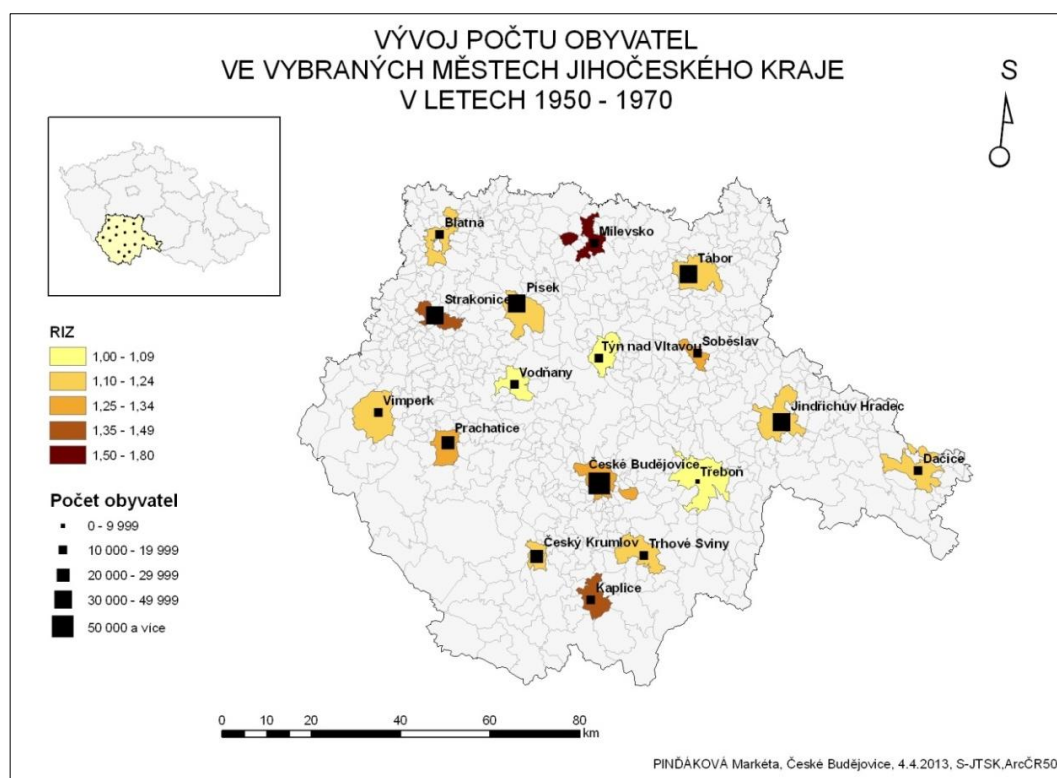 VÝVOJ POČTU OBYVATEL
VE VYBRANÝCH MĚSTECH JIHOČESKÉHO KRAJE
V LETECH 1950 - 1970
S
Blatná
Milevsko
Tábor
Písek
Strakonice
Týn nad Vltavou
Soběslav
Vodňany
Vimperk
Jindřichův Hradec
Prachatice
České Budějovice
Třeboň
Dačice
Český Krumlov
Trhové Sviny
Kaplice
RIZ
1,00 - 1,09
1,10 - 1,24
1,25 - 1,34
1,35 - 1,49
1,50 - 1,80
Počet obyvatel
0 - 9 999
10 000 - 19 999
20 000 - 29 999
30 000 - 49 999
50 000 a více
0 10 20 40 60 80
km
PINĎÁKOVÁ Markéta, České Budějovice, 4.4.2013, S-JTSK,ArcČR50